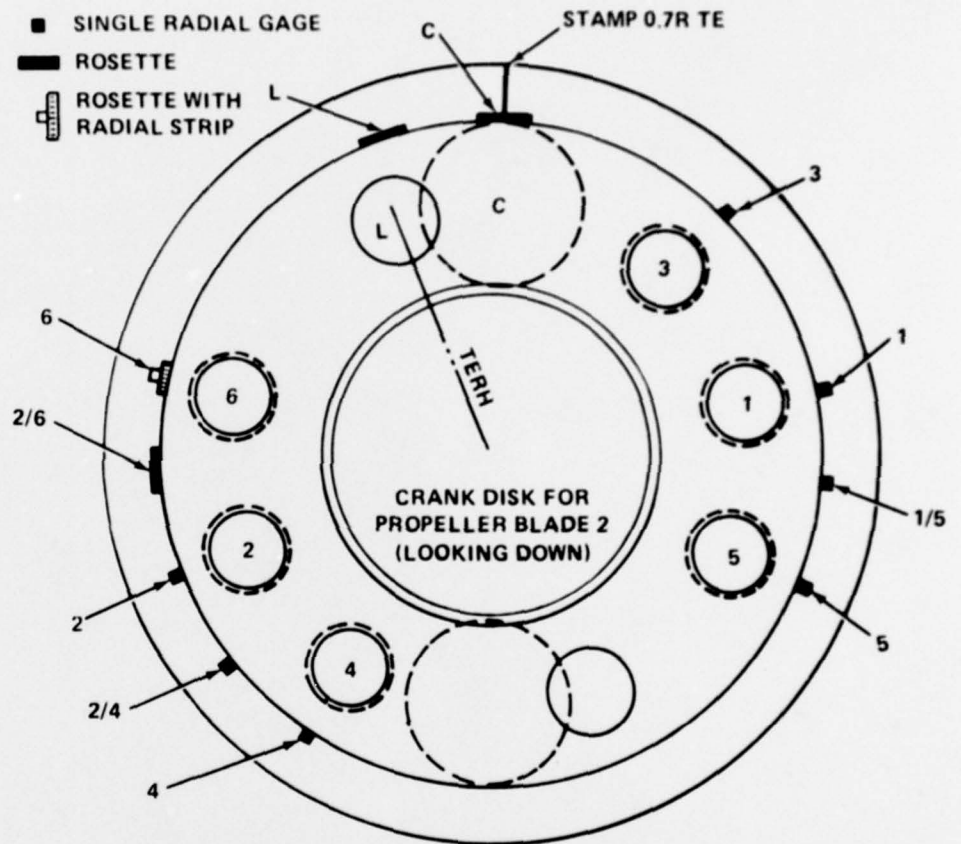 SINGLE RADIAL GAGE
ROSETTE
ROSETTE WITH
RADIAL STRIP
C
STAMP 0.7R TE
L
3
C
L
3
6
1
TERH
6
1
2/6
CRANK DISK FOR
PROPELLER BLADE 2
(LOOKING DOWN)
1/5
2
5
2
5
4
2/4
4